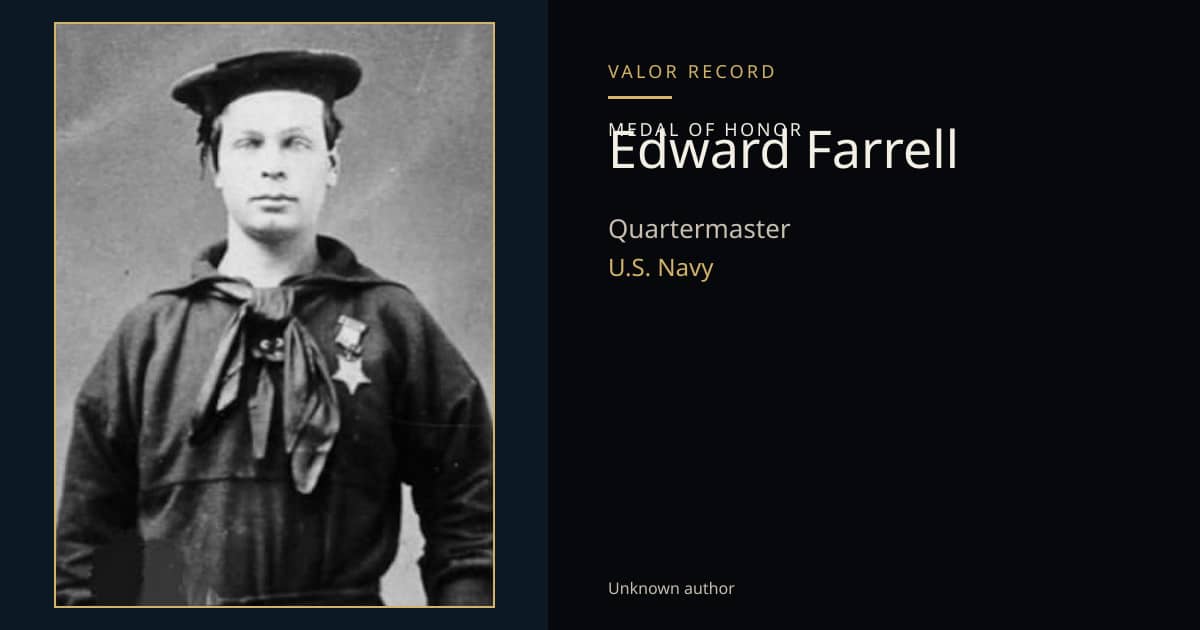 VALOR RECORD
MEDAL OF HONOR
Edward Farrell
Quartermaster
U.S. Navy
Unknown author